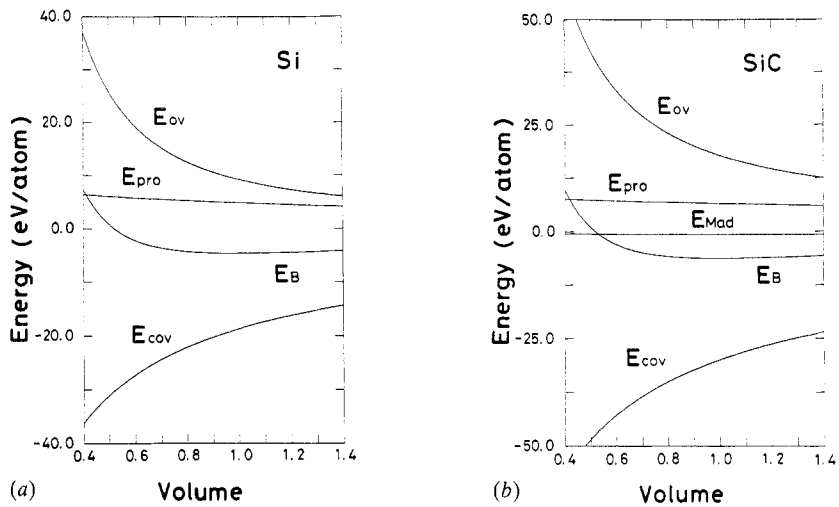 40.0
20.0
0.0
-20.0
-40.0
Energy (eV/atom)
Si
Eov
Epro
EB
Ecov
0.4 0.6 0.8 1.0 1.2 1.4
(a) Volume
50.0
25.0
0.0
-25.0
-50.0
Energy (eV/atom)
SiC
Eov
Epro
EMad
EB
Ecov
0.4 0.6 0.8 1.0 1.2 1.4
(b) Volume